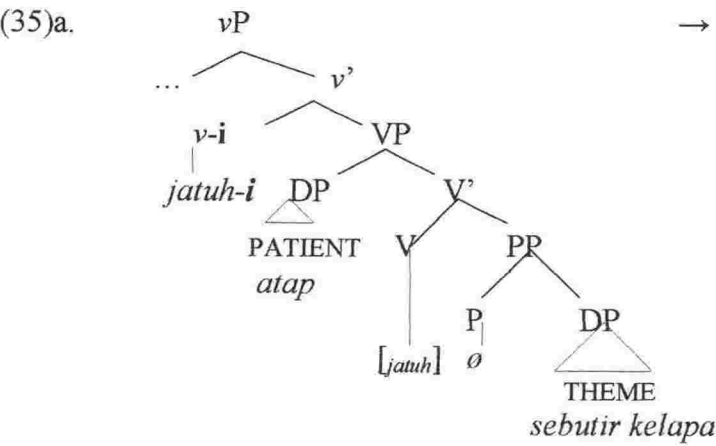 (35)a. vP →
... v’
v-i VP
jatuh-i DP V’
PATIENT V PP
atap
P DP
[jatuh] ø
THEME
sebutir kelapa